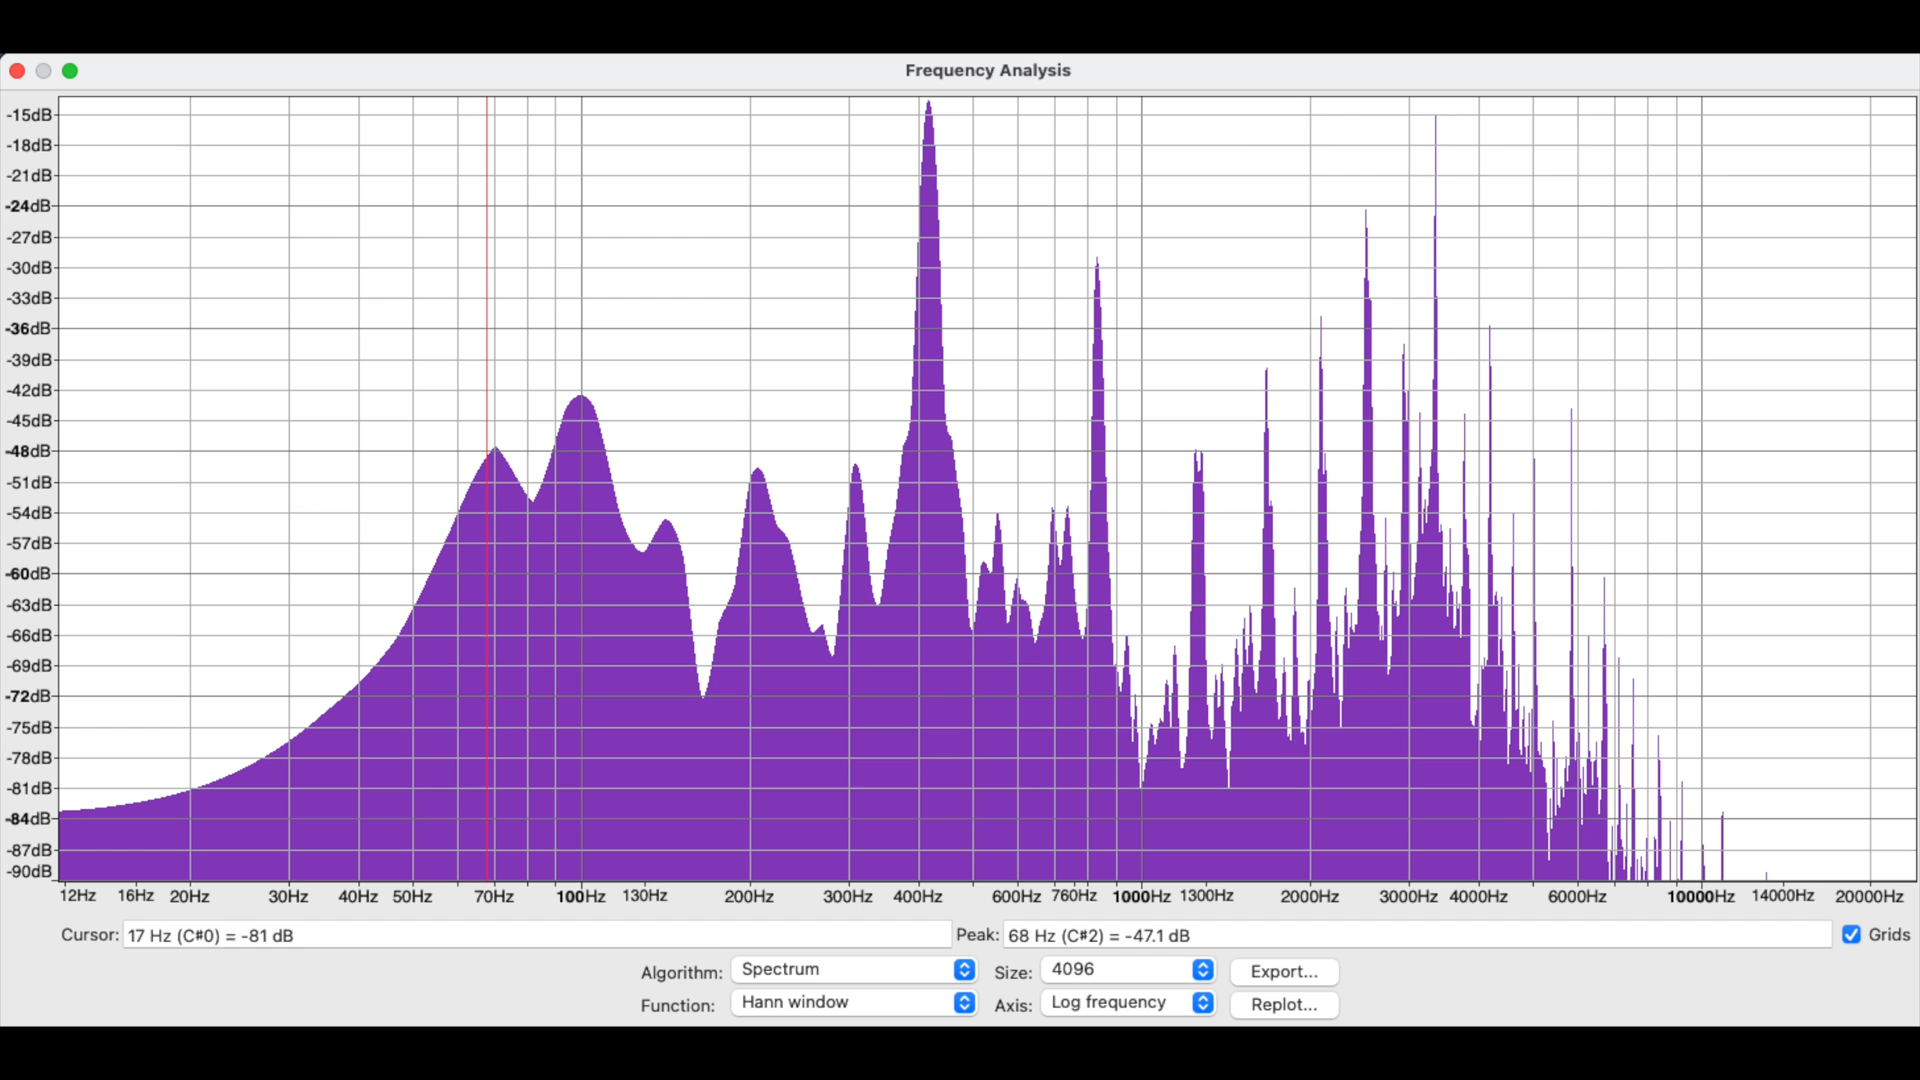 Frequency Analysis
-15dB
-18dB
-21dB
-24dB
-27dB
-30dB
-33dB
-36dB
-39dB
-42dB
-45dB
-48dB
-51dB
-54dB
-57dB
-60dB
-63dB
-66dB
-69dB
-72dB
-75dB
-78dB
-81dB
-84dB
-87dB
-90dB
12Hz 16Hz 20Hz 30Hz 40Hz 50Hz 70Hz 100Hz 130Hz 200Hz 300Hz 400Hz 600Hz 760Hz 1000Hz 1300Hz 2000Hz 3000Hz 4000Hz 6000Hz 10000Hz 14000Hz 20000Hz
Cursor: 17 Hz (C#0) = -81 dB Peak: 68 Hz (C#2) = -47.1 dB Grids
Algorithm: Spectrum Size: 4096 Export...
Function: Hann window Axis: Log frequency Replot...